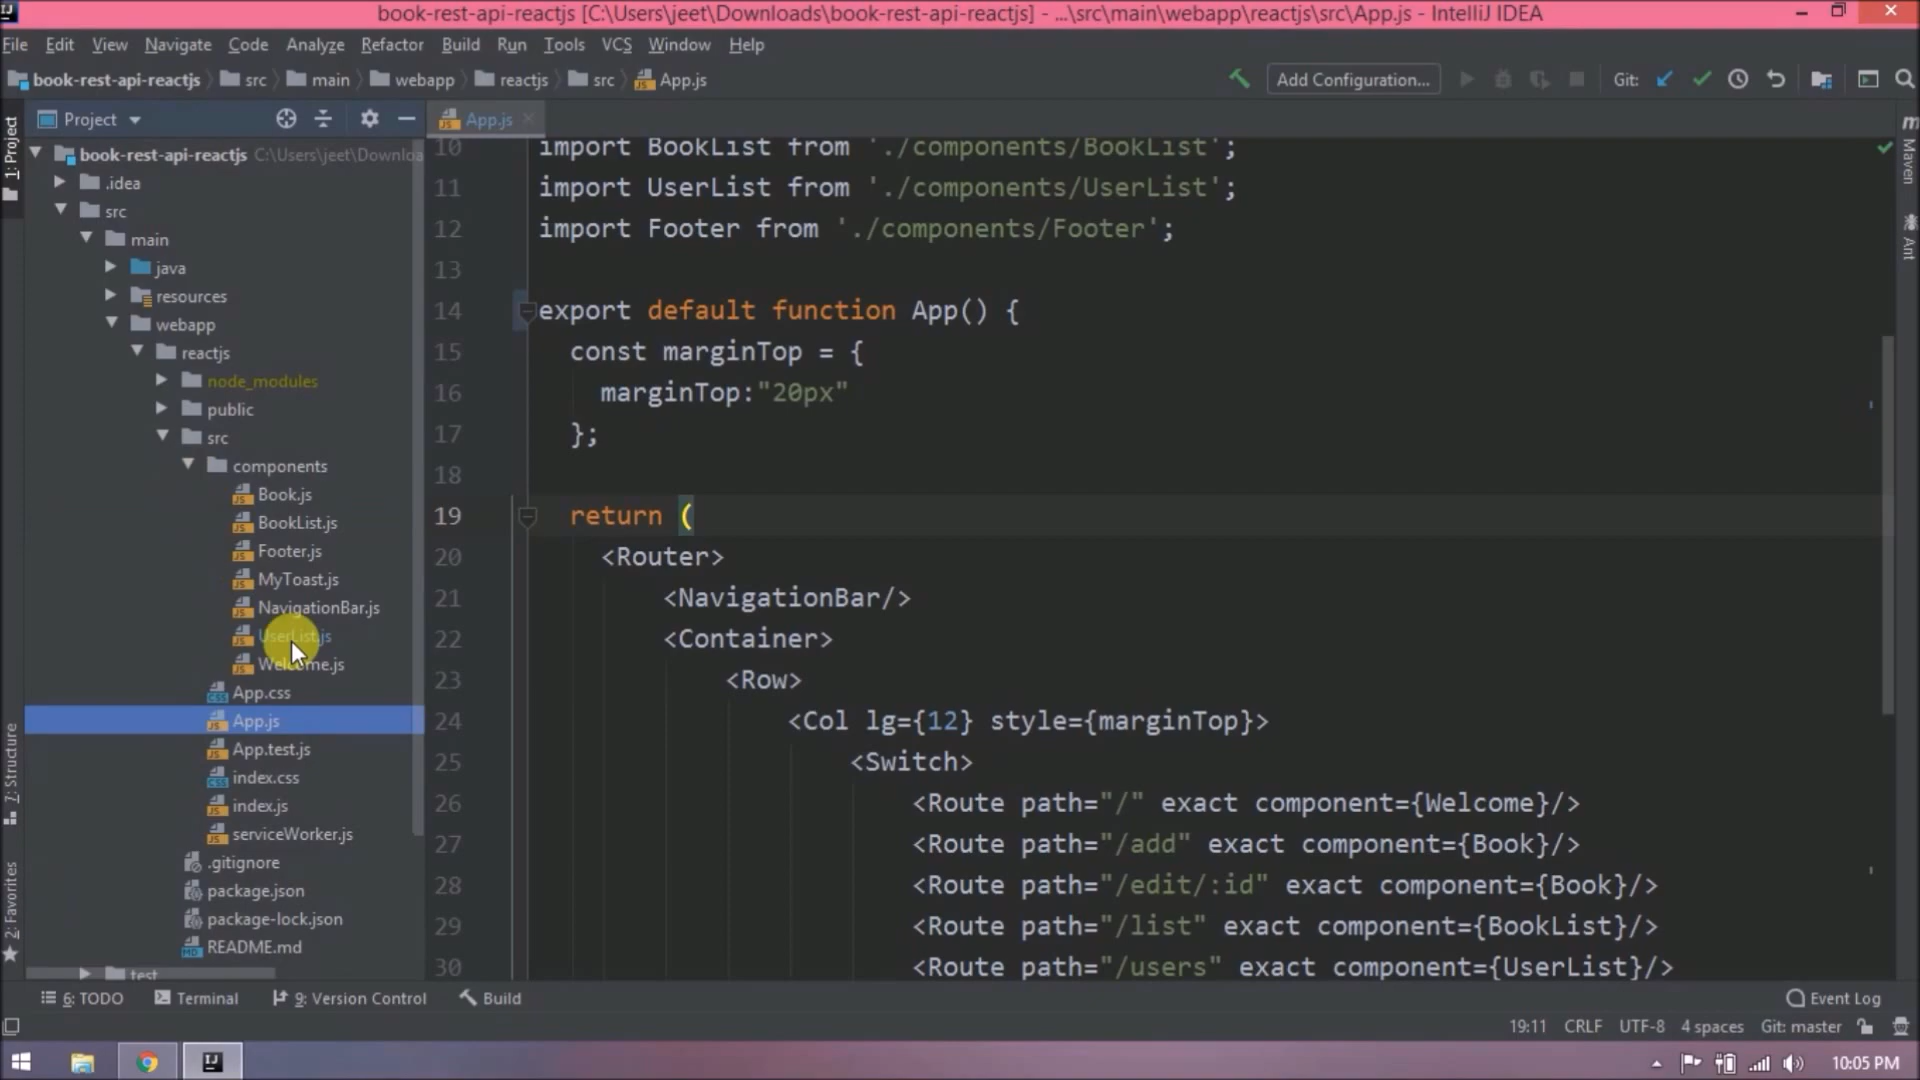 book-rest-api-reactjs [C:\Users\jeet\Downloads\book-rest-api-reactjs] - ...\src\main\webapp\reactjs\src\App.js - IntelliJ IDEA
File Edit View Navigate Code Analyze Refactor Build Run Tools VCS Window Help
book-rest-api-reactjs src main webapp reactjs src App.js Add Configuration... Git:
1: Project
7: Structure
2: Favorites
Project
book-rest-api-reactjs C:\Users\jeet\Downloa
.idea
src
main
java
resources
webapp
reactjs
node_modules
public
src
components
Book.js
BookList.js
Footer.js
MyToast.js
NavigationBar.js
UserList.js
Welcome.js
App.css
App.js
App.test.js
index.css
index.js
serviceWorker.js
.gitignore
package.json
package-lock.json
README.md
test
App.js
10 import BookList from './components/BookList';
11 import UserList from './components/UserList';
12 import Footer from './components/Footer';
13
14 export default function App() {
15 const marginTop = {
16 marginTop:"20px"
17 };
18
19 return (
20 <Router>
21 <NavigationBar/>
22 <Container>
23 <Row>
24 <Col lg={12} style={marginTop}>
25 <Switch>
26 <Route path="/" exact component={Welcome}/>
27 <Route path="/add" exact component={Book}/>
28 <Route path="/edit/:id" exact component={Book}/>
29 <Route path="/list" exact component={BookList}/>
30 <Route path="/users" exact component={UserList}/>
m Maven
Ant
6: TODO Terminal 9: Version Control Build Event Log
19:11 CRLF UTF-8 4 spaces Git: master
10:05 PM